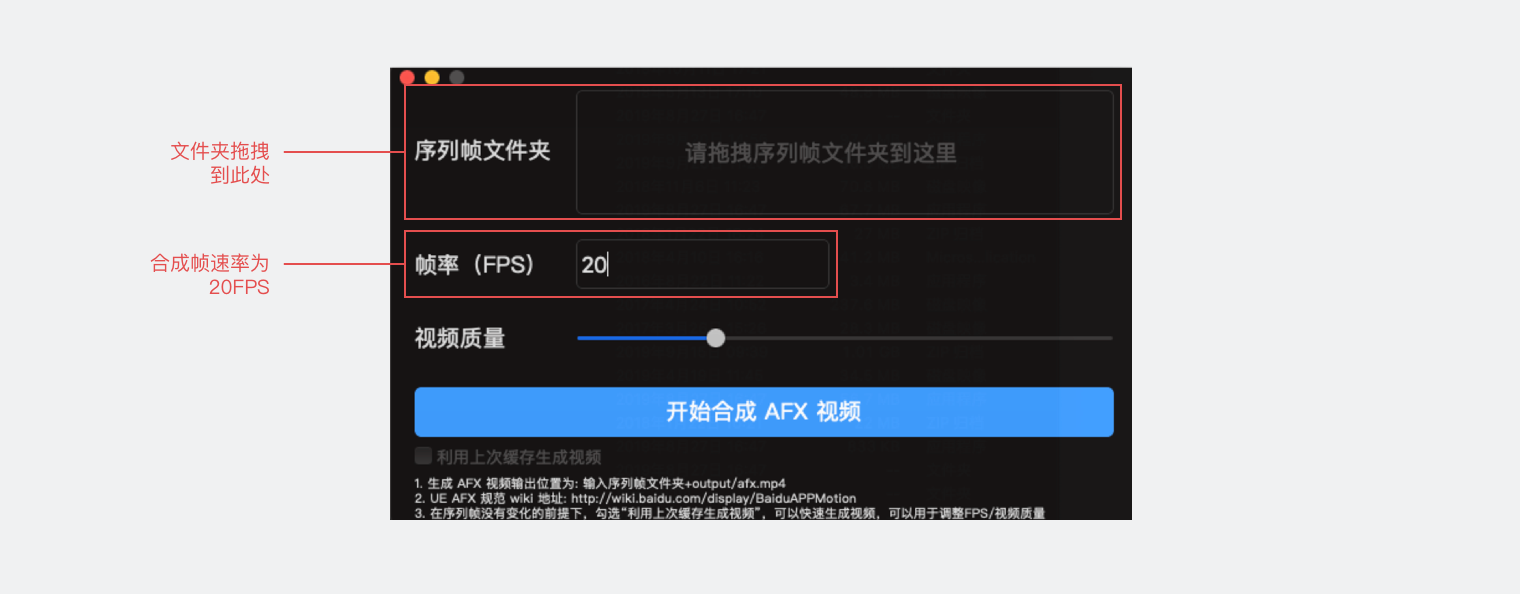 文件夹拖拽
到此处
序列帧文件夹
请拖拽序列帧文件夹到这里
合成帧速率为
20FPS
帧率（FPS）
20
视频质量
开始合成 AFX 视频
利用上次缓存生成视频
1. 生成 AFX 视频输出位置为: 输入序列帧文件夹+output/afx.mp4
2. UE AFX 规范 wiki 地址: http://wiki.baidu.com/display/BaiduAPPMotion
3. 在序列帧没有变化的前提下，勾选“利用上次缓存生成视频”，可以快速生成视频，可以用于调整FPS/视频质量